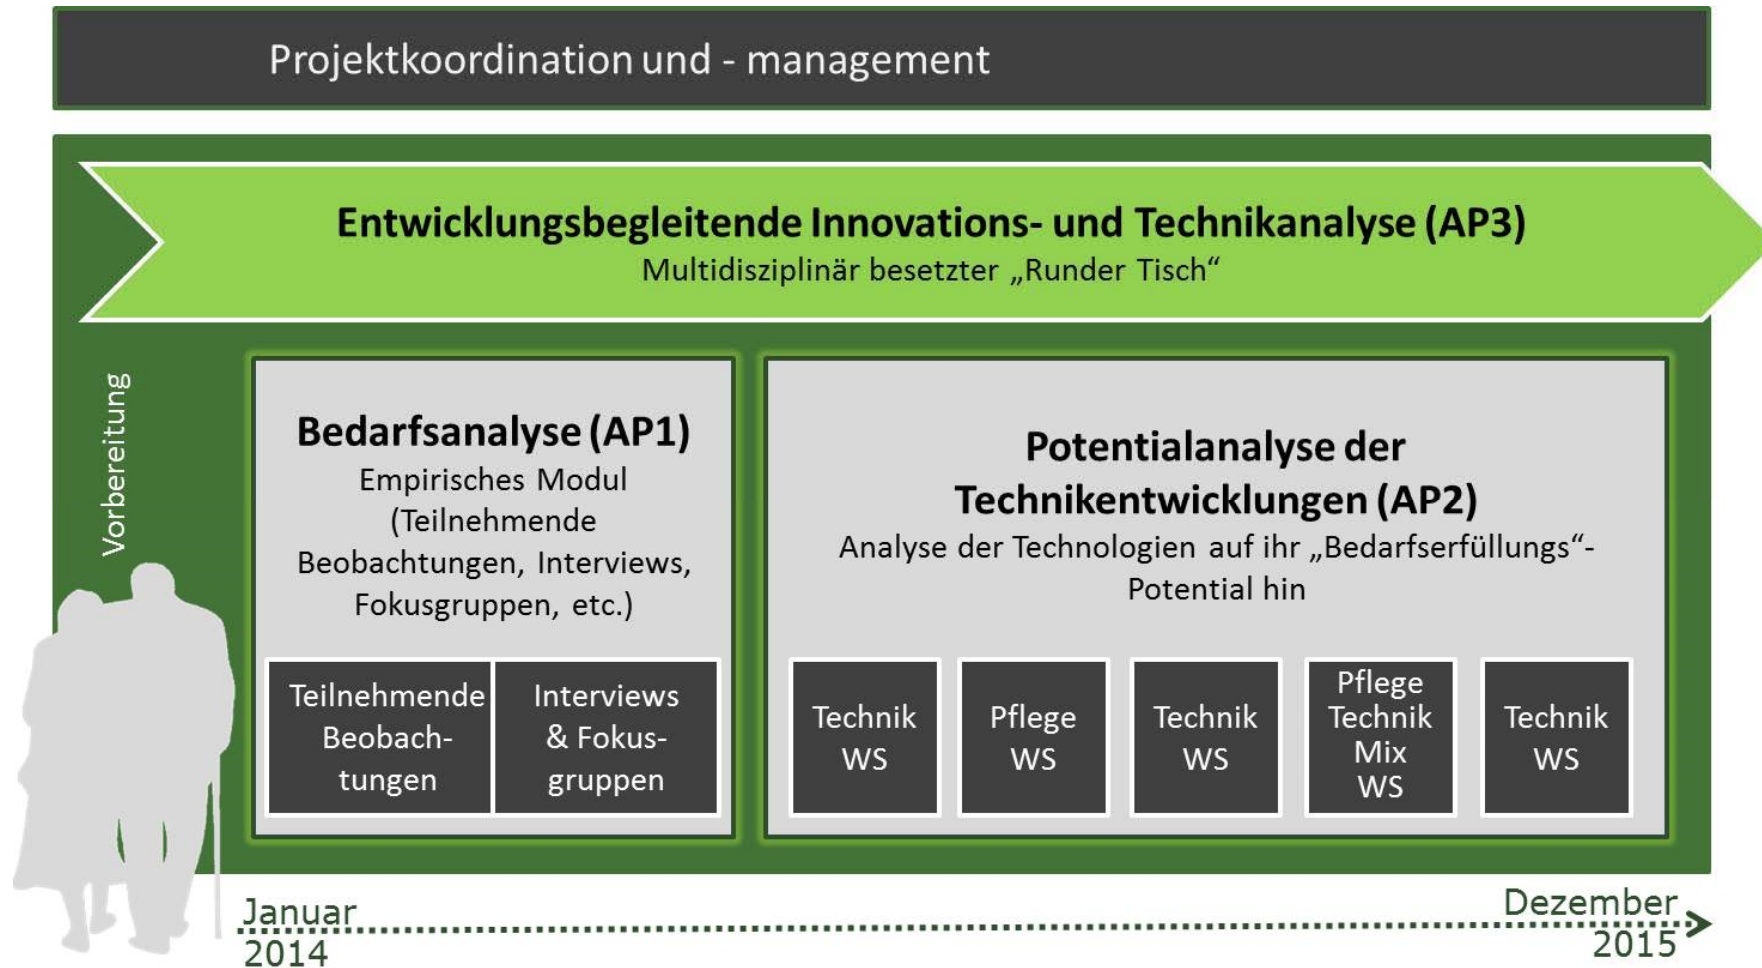 Projektkoordination und - management
Entwicklungsbegleitende Innovations- und Technikanalyse (AP3)
Multidisziplinär besetzter „Runder Tisch“
Vorbereitung
Bedarfsanalyse (AP1)
Empirisches Modul
(Teilnehmende
Beobachtungen, Interviews,
Fokusgruppen, etc.)
Teilnehmende
Beobach-
tungen
Interviews
& Fokus-
gruppen
Potentialanalyse der
Technikentwicklungen (AP2)
Analyse der Technologien auf ihr „Bedarfserfüllungs“-
Potential hin
Technik
WS
Pflege
WS
Technik
WS
Pflege
Technik
Mix
WS
Technik
WS
Januar
2014
Dezember
2015